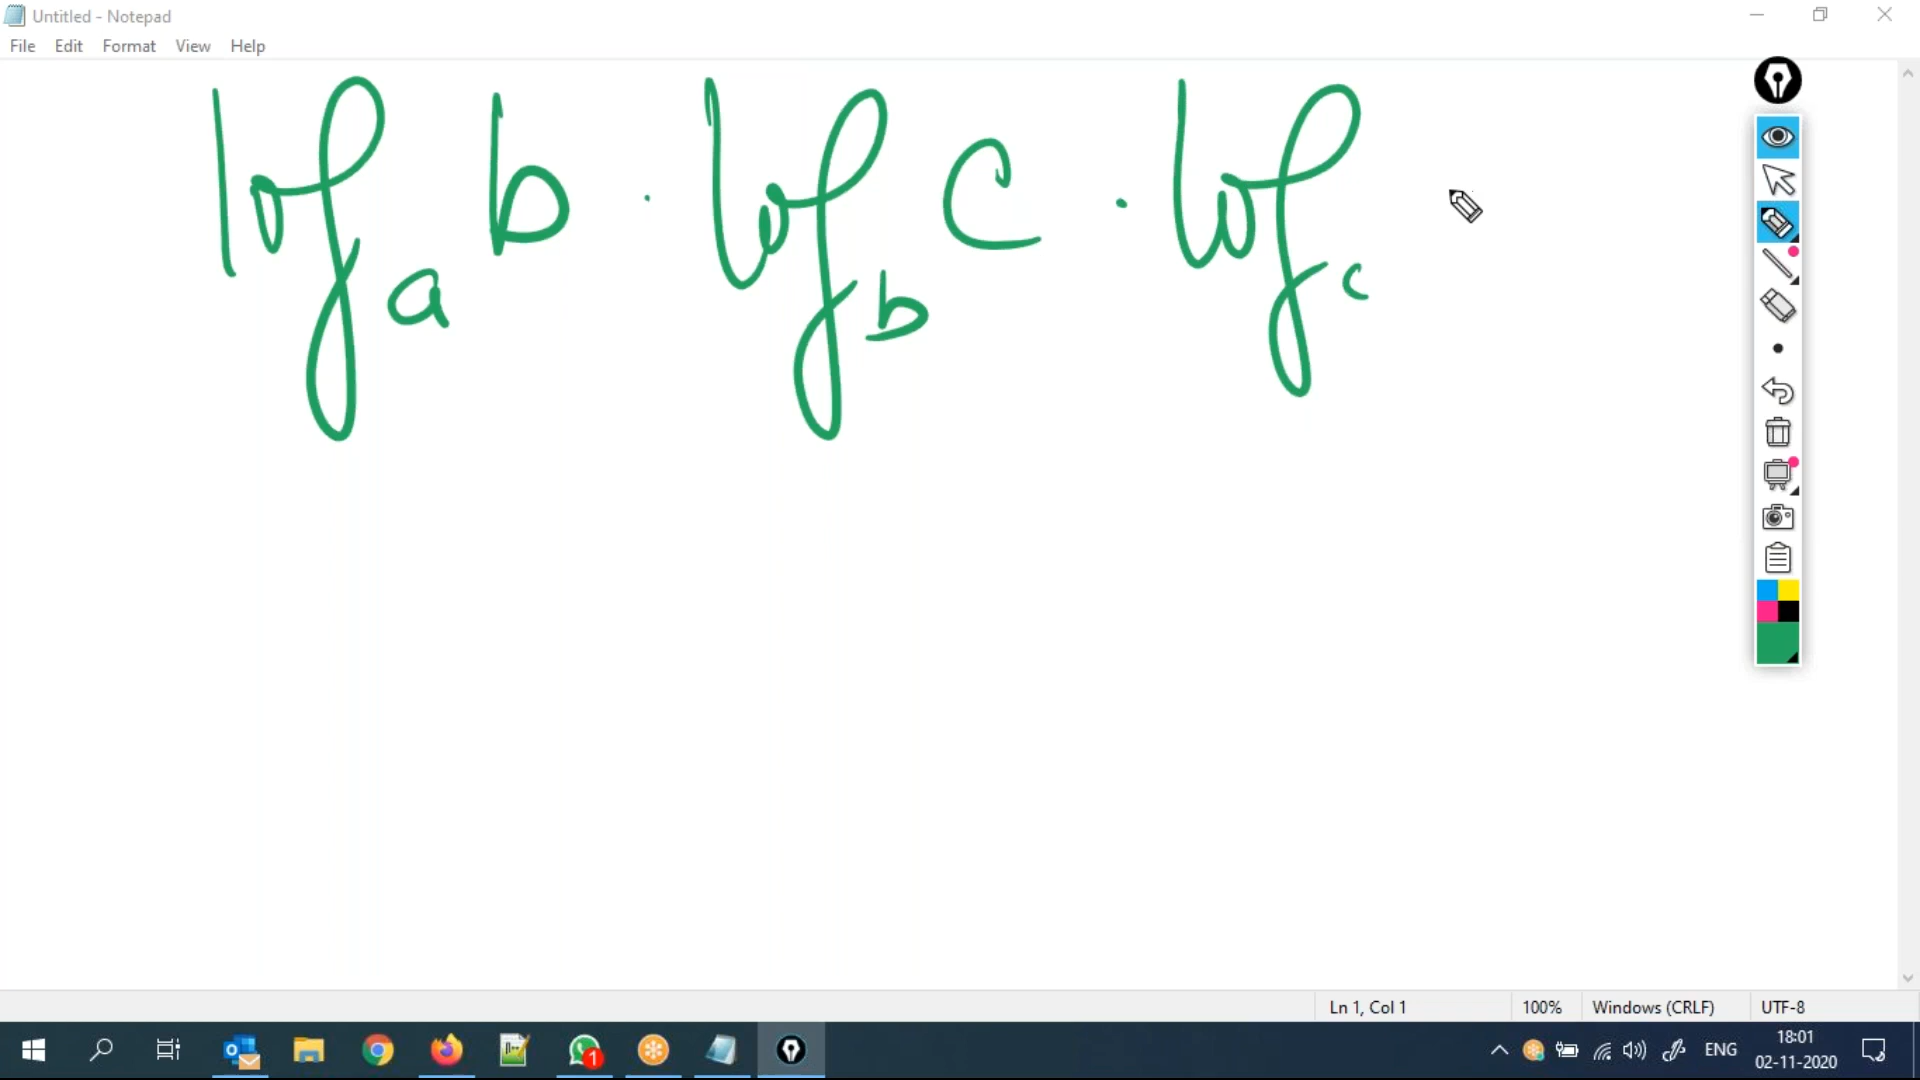 Untitled - Notepad
File Edit Format View Help
log_a b · log_b c · log_c
Ln 1, Col 1 100% Windows (CRLF) UTF-8
1 ENG 18:01
02-11-2020